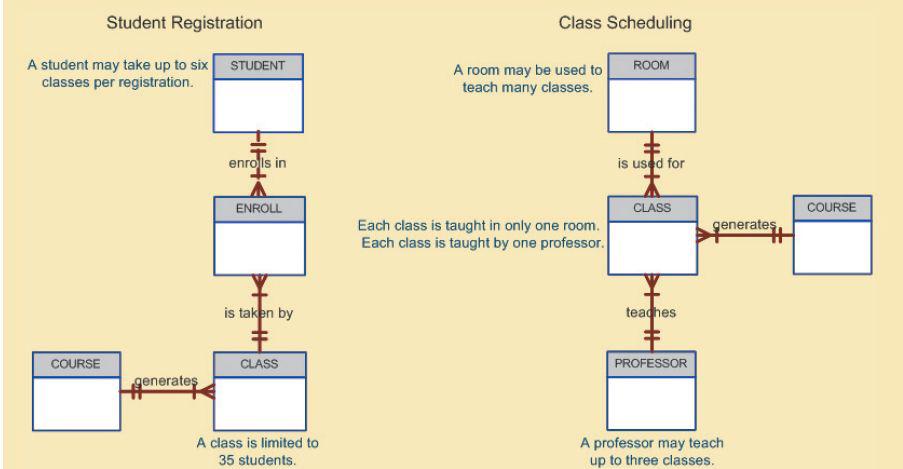 Student Registration
A student may take up to six
classes per registration.
STUDENT
enrolls in
ENROLL
is taken by
COURSE
generates
CLASS
A class is limited to
35 students.
Class Scheduling
A room may be used to
teach many classes.
ROOM
is used for
Each class is taught in only one room.
Each class is taught by one professor.
CLASS
generates
COURSE
teaches
PROFESSOR
A professor may teach
up to three classes.